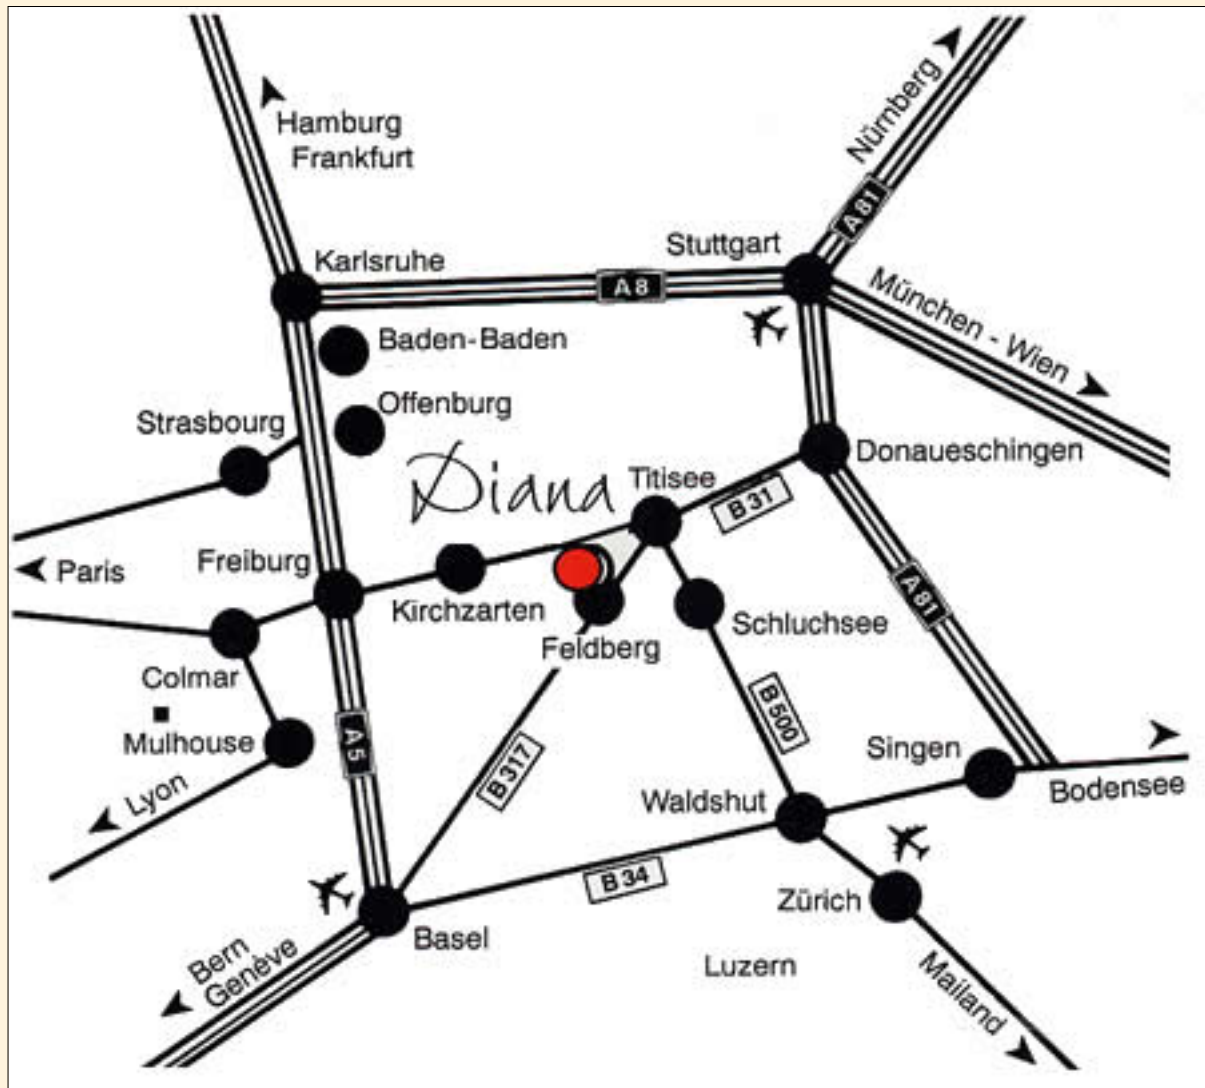 Hamburg
Frankfurt
Nürnberg
A 81
Stuttgart
Karlsruhe
A 8
München - Wien
Baden-Baden
Offenburg
Strasbourg
Donaueschingen
Diana
Titisee
B 31
Freiburg
Paris
Kirchzarten
Schluchsee
A 81
Feldberg
Colmar
Mulhouse
A 5
B 500
B 317
Singen
Lyon
Waldshut
Bodensee
B 34
Zürich
Basel
Bern
Genève
Luzern
Mailand